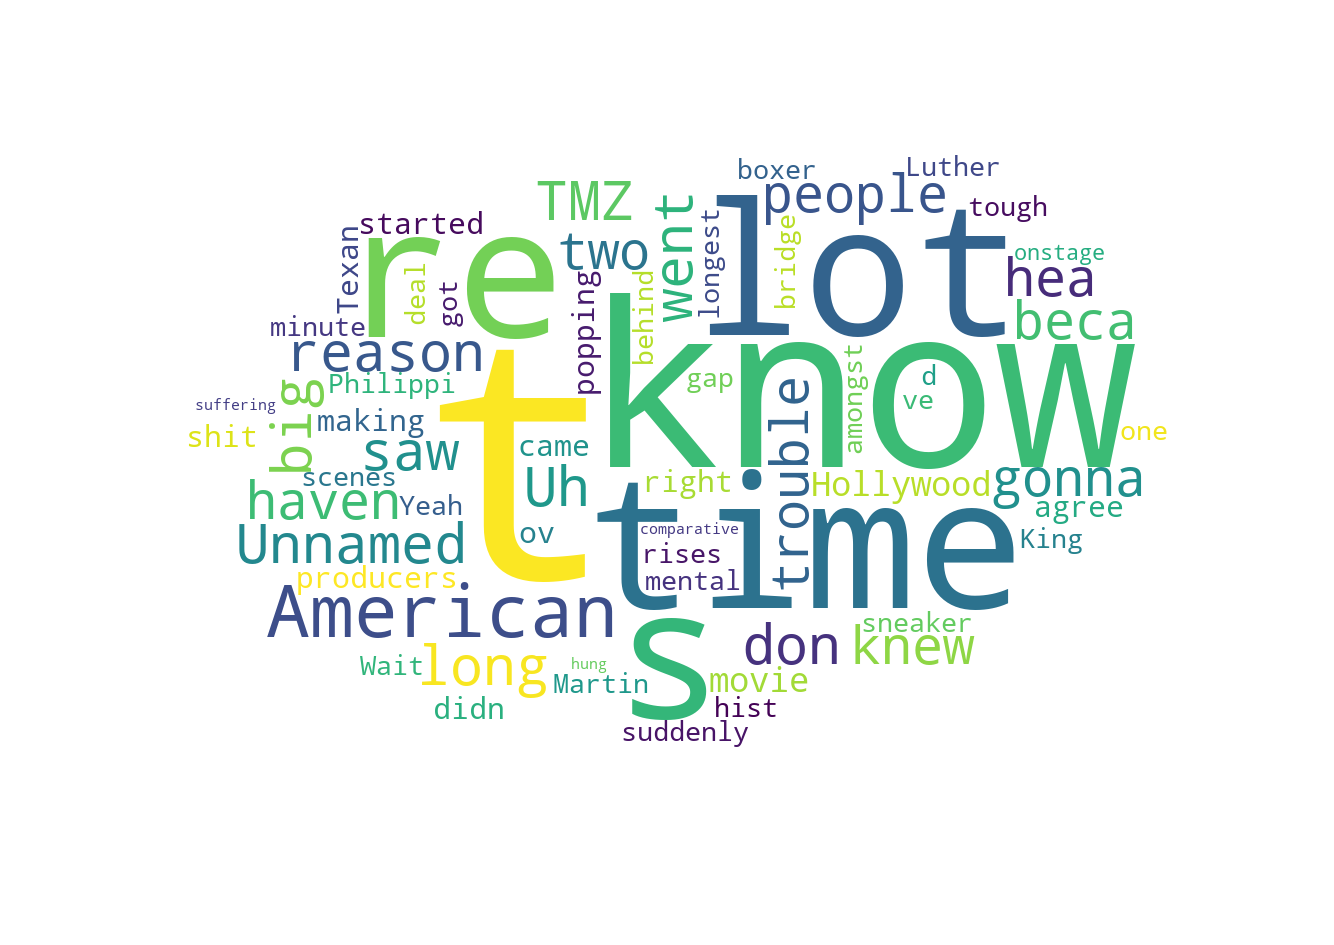 boxer
Luther
TMZ
people
tough
started
two
went
longest
bridge
onstage
Texan
deal
got
popping
behind
re
lot
hea
minute
beca
reason
know
Philippi
gap
amongst
d
ve
suffering
big
making
t
trouble
one
shit
saw
came
scenes
Uh
right
Hollywood
gonna
haven
Yeah
time
agree
Unnamed
ov
comparative
King
rises
producers
mental
American
s
don
sneaker
knew
Wait
long
hung
Martin
movie
didn
hist
suddenly